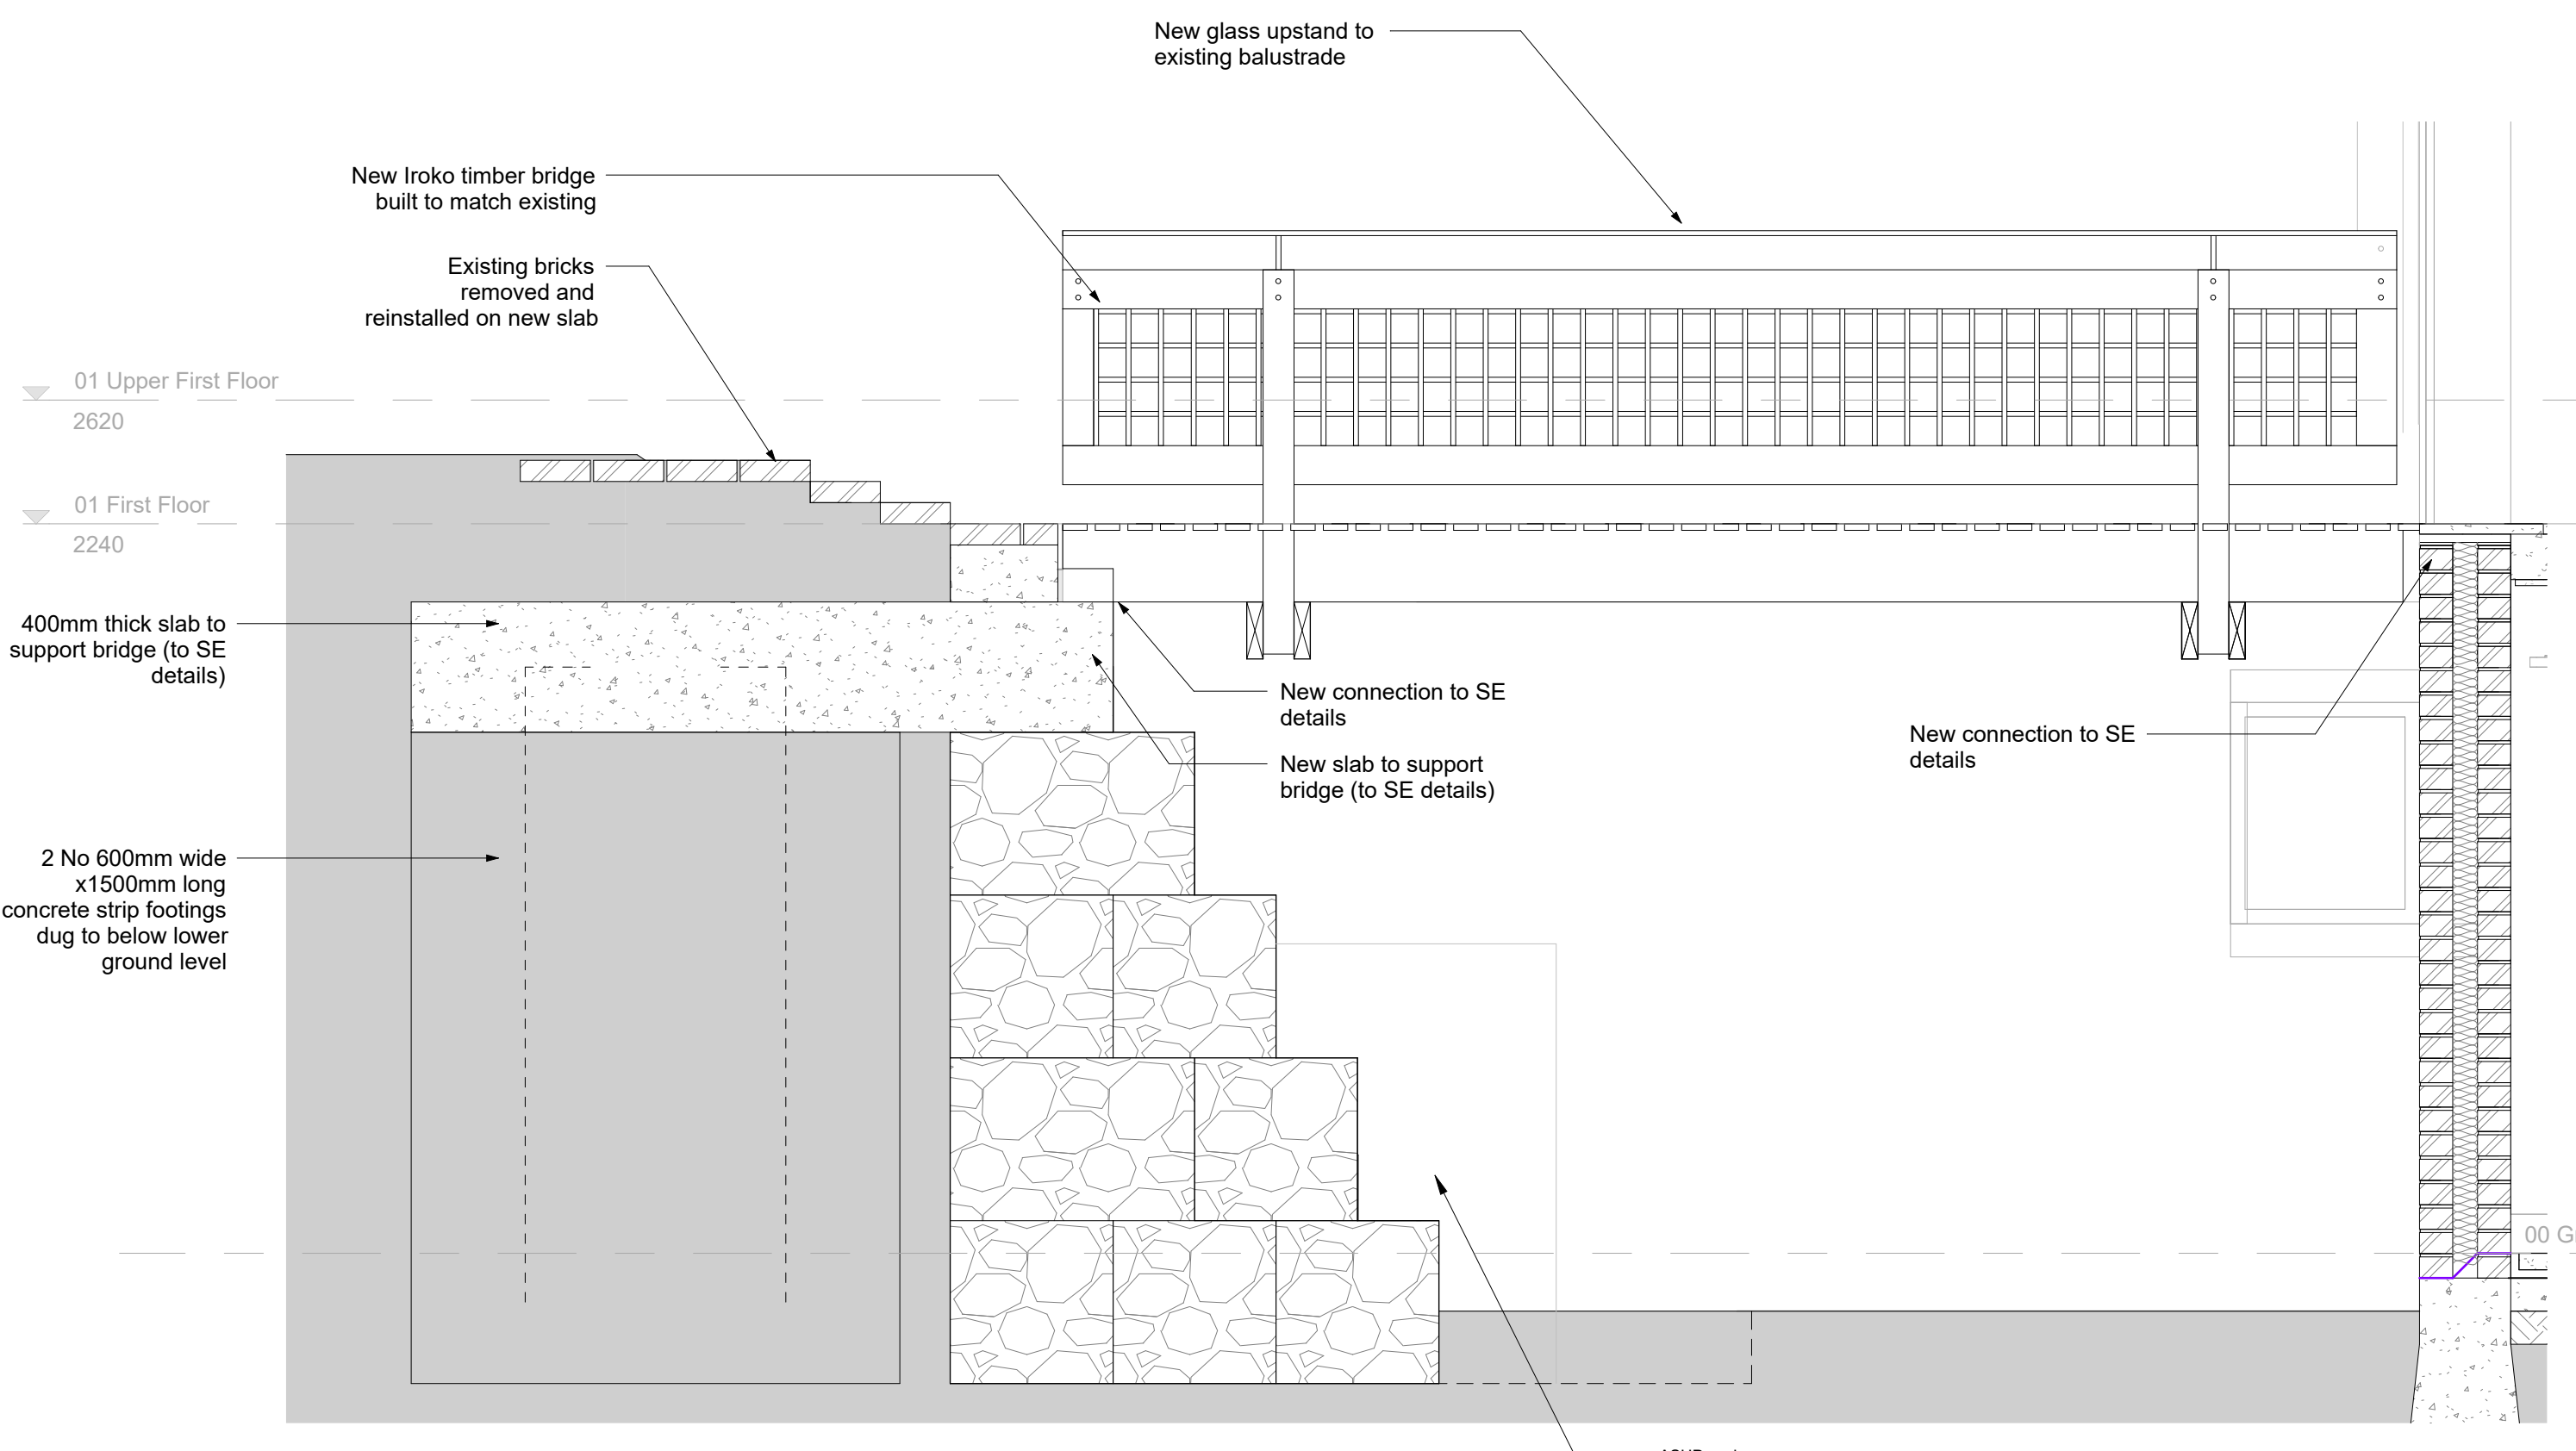 New glass upstand to
existing balustrade
New Iroko timber bridge
built to match existing
Existing bricks
removed and
reinstalled on new slab
01 Upper First Floor
2620
01 First Floor
2240
400mm thick slab to
support bridge (to SE
details)
New connection to SE
details
New slab to support
bridge (to SE details)
New connection to SE
details
2 No 600mm wide
x1500mm long
concrete strip footings
dug to below lower
ground level
00 G